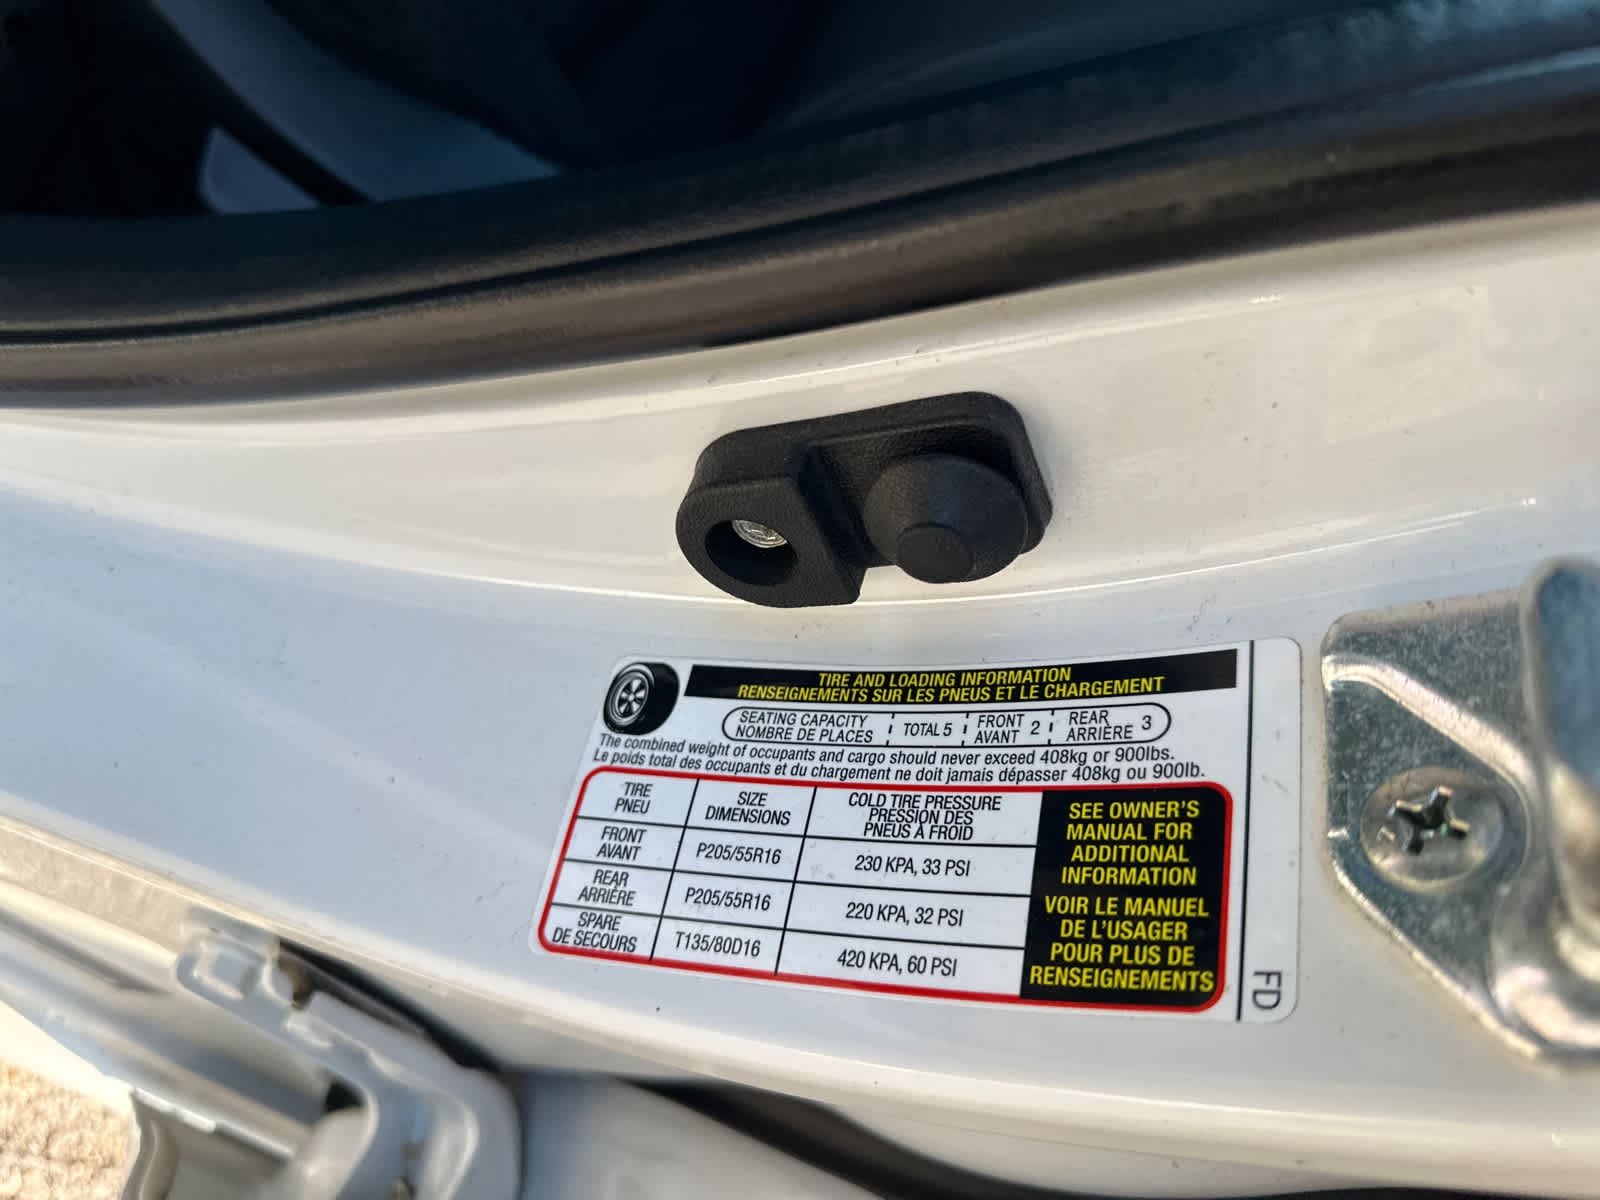 TIRE AND LOADING INFORMATION
RENSEIGNEMENTS SUR LES PNEUS ET LE CHARGEMENT
SEATING CAPACITY
NOMBRE DE PLACES
TOTAL 5
FRONT
AVANT
2
REAR
ARRIÈRE
3
The combined weight of occupants and cargo should never exceed 408kg or 900lbs.
Le poids total des occupants et du chargement ne doit jamais dépasser 408kg ou 900lb.
TIRE
PNEU
SIZE
DIMENSIONS
COLD TIRE PRESSURE
PRESSION DES
PNEUS À FROID
FRONT
AVANT
P205/55R16
230 KPA, 33 PSI
REAR
ARRIÈRE
P205/55R16
220 KPA, 32 PSI
SPARE
DE SECOURS
T135/80D16
420 KPA, 60 PSI
SEE OWNER'S
MANUAL FOR
ADDITIONAL
INFORMATION
VOIR LE MANUEL
DE L'USAGER
POUR PLUS DE
RENSEIGNEMENTS
FD